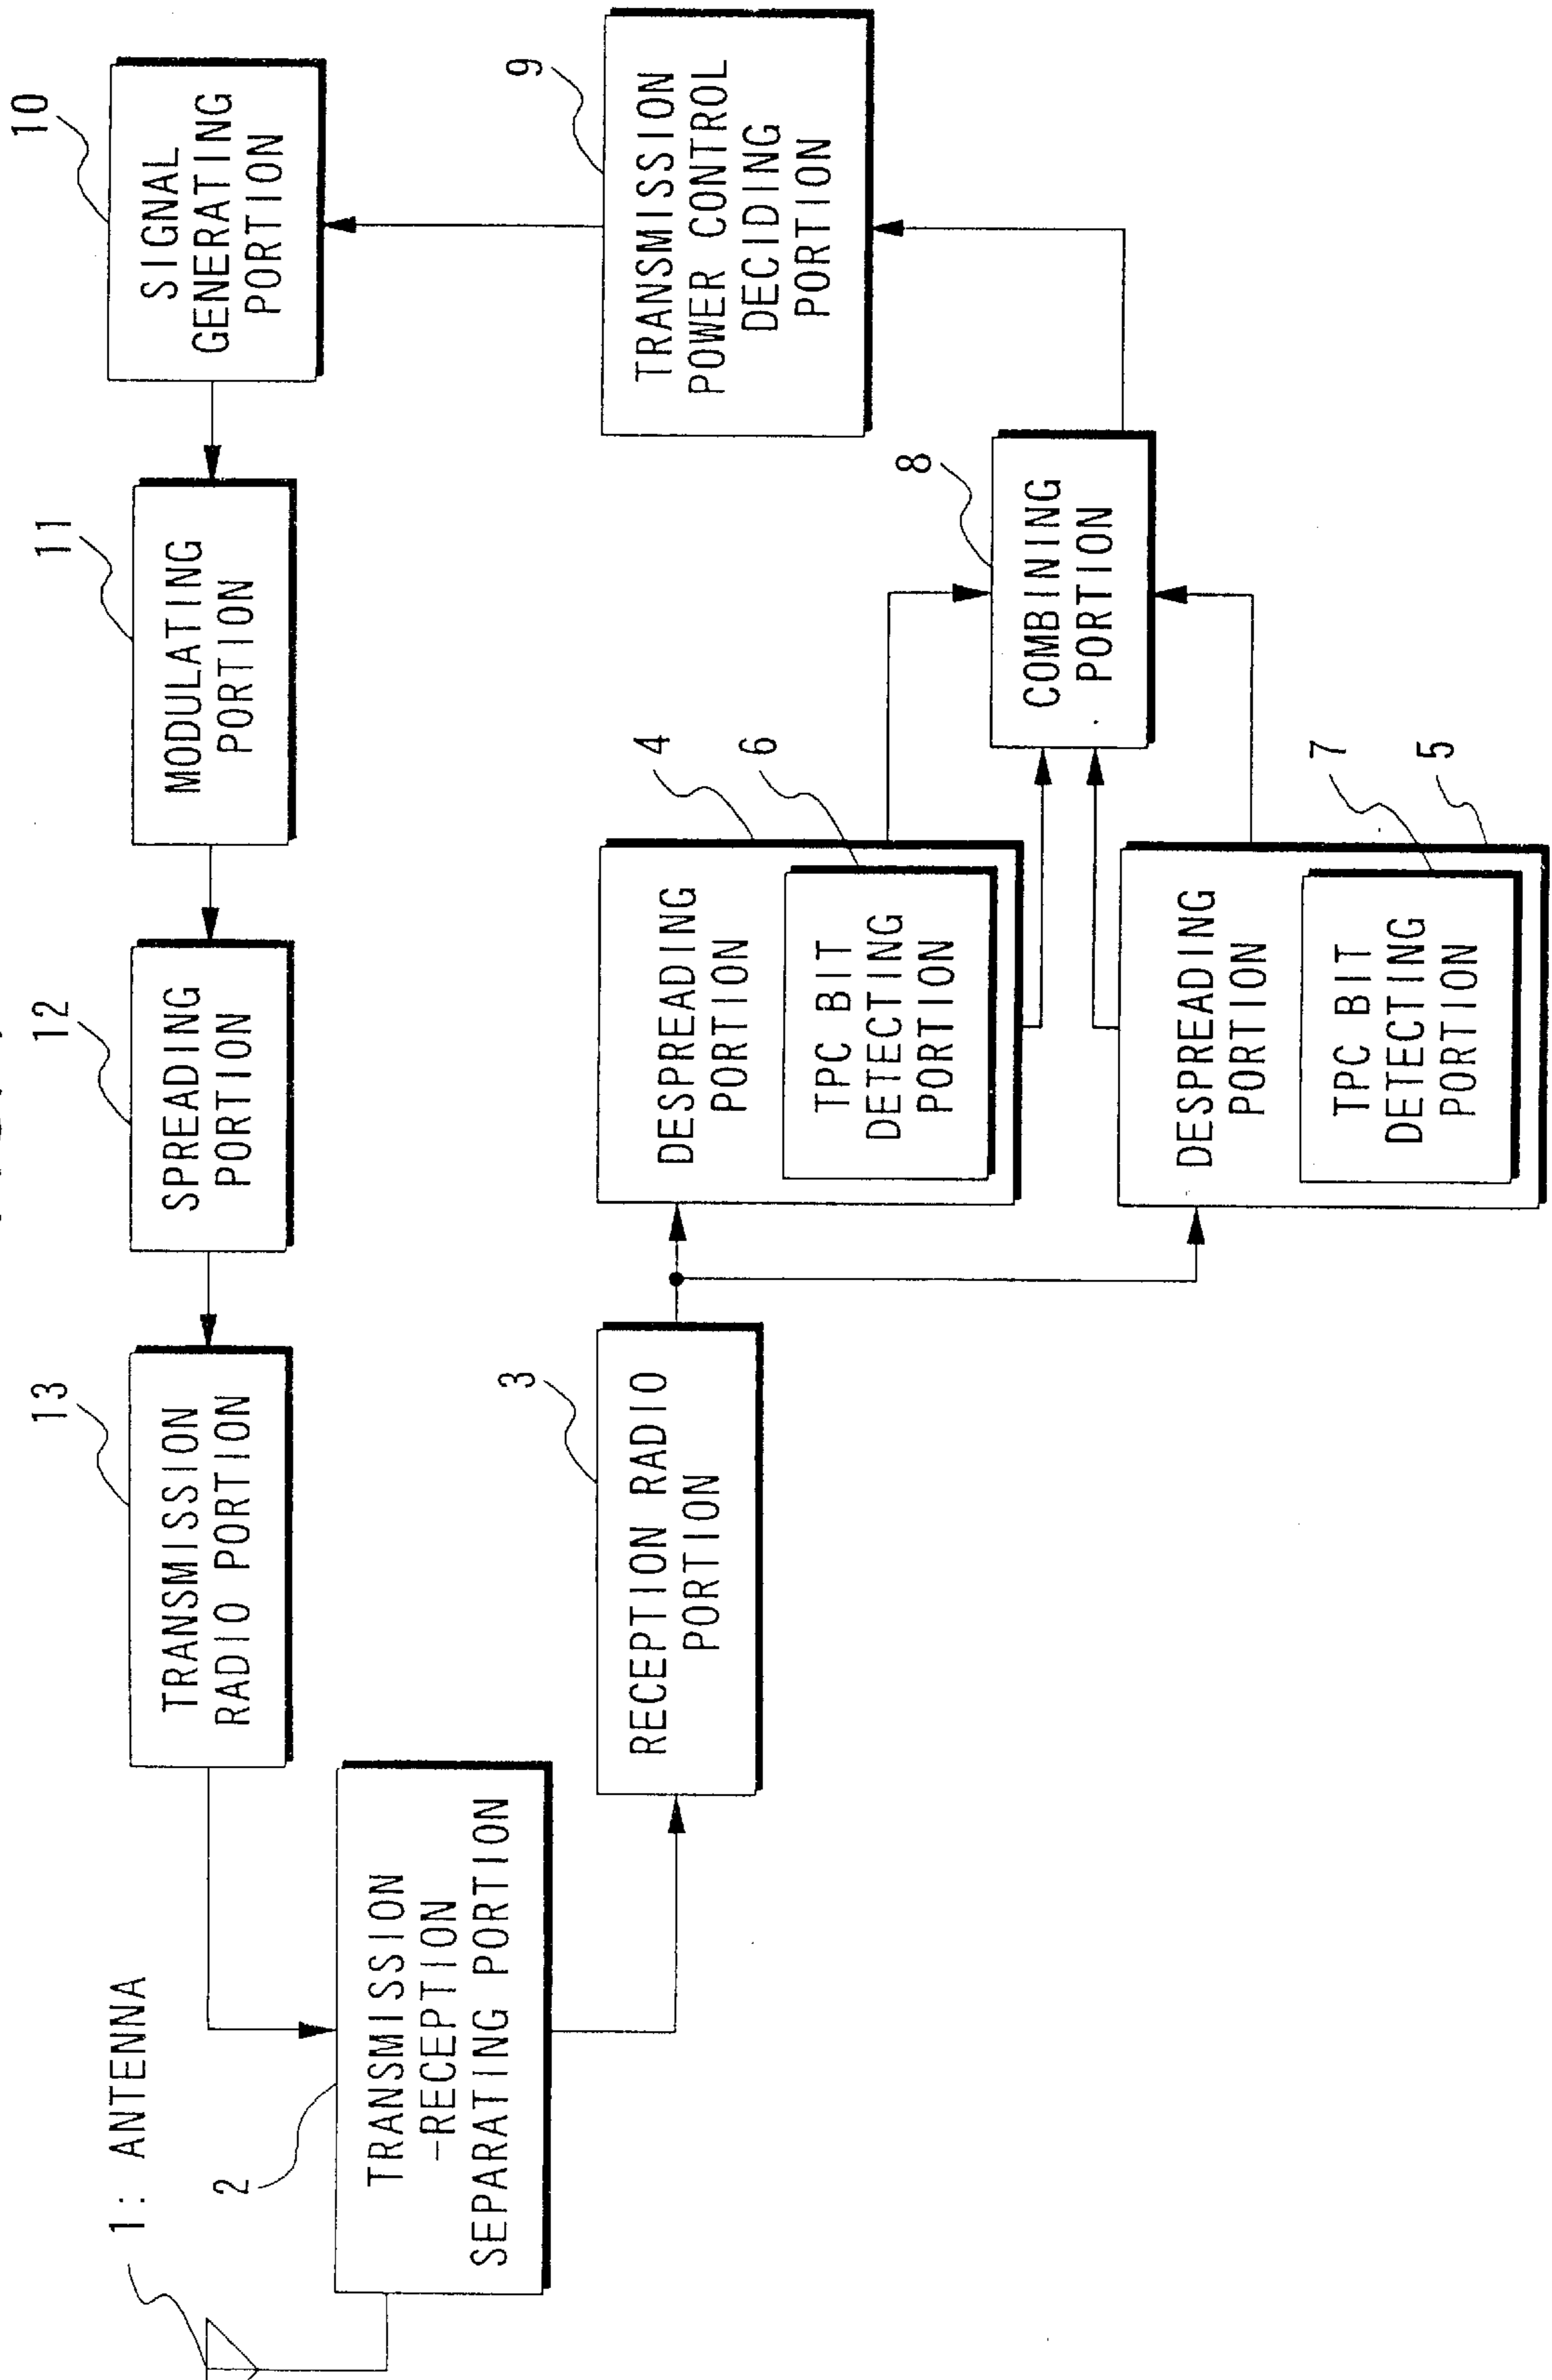 1: ANTENNA
2
TRANSMISSION
-RECEPTION
SEPARATING PORTION
13
TRANSMISSION
RADIO PORTION
12
SPREADING
PORTION
11
MODULATING
PORTION
10
SIGNAL
GENERATING
PORTION
3
RECEPTION RADIO
PORTION
4
DESPREADING
PORTION
6
TPC BIT
DETECTING
PORTION
5
DESPREADING
PORTION
7
TPC BIT
DETECTING
PORTION
8
COMBINING
PORTION
9
TRANSMISSION
POWER CONTROL
DECIDING
PORTION